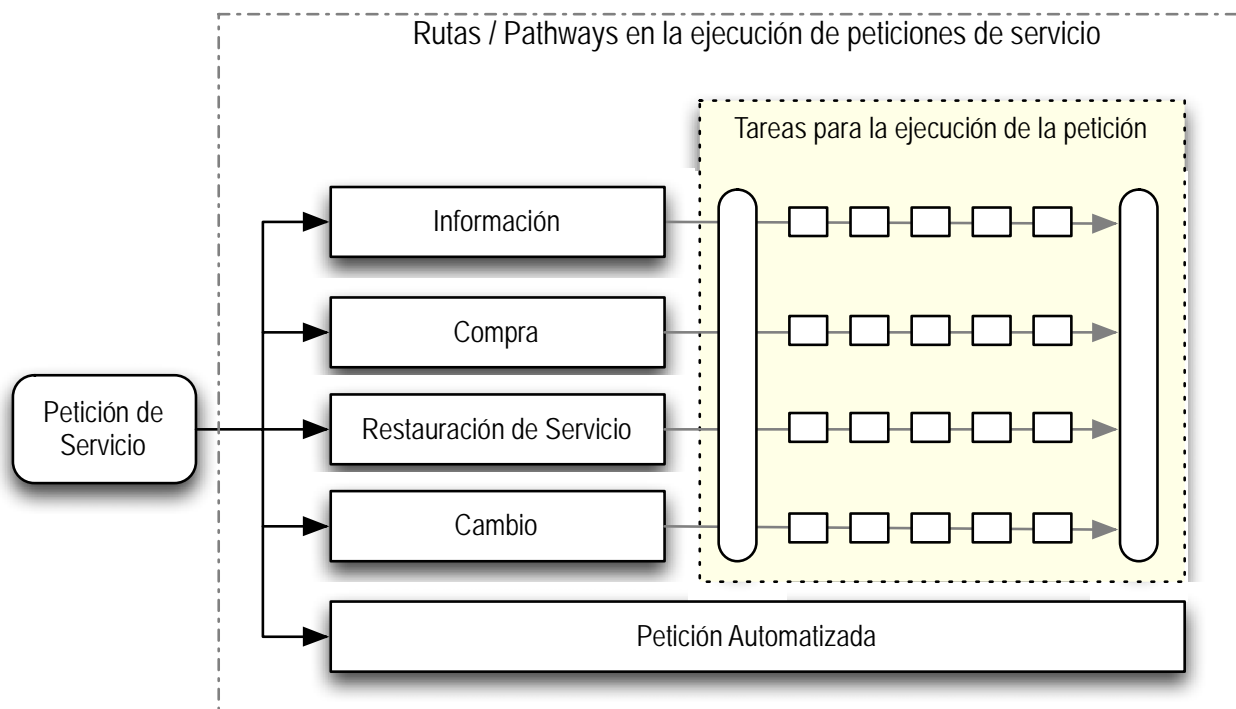 Rutas / Pathways en la ejecución de peticiones de servicio
Tareas para la ejecución de la petición
Información
Compra
Petición de
Servicio
Restauración de Servicio
Cambio
Petición Automatizada